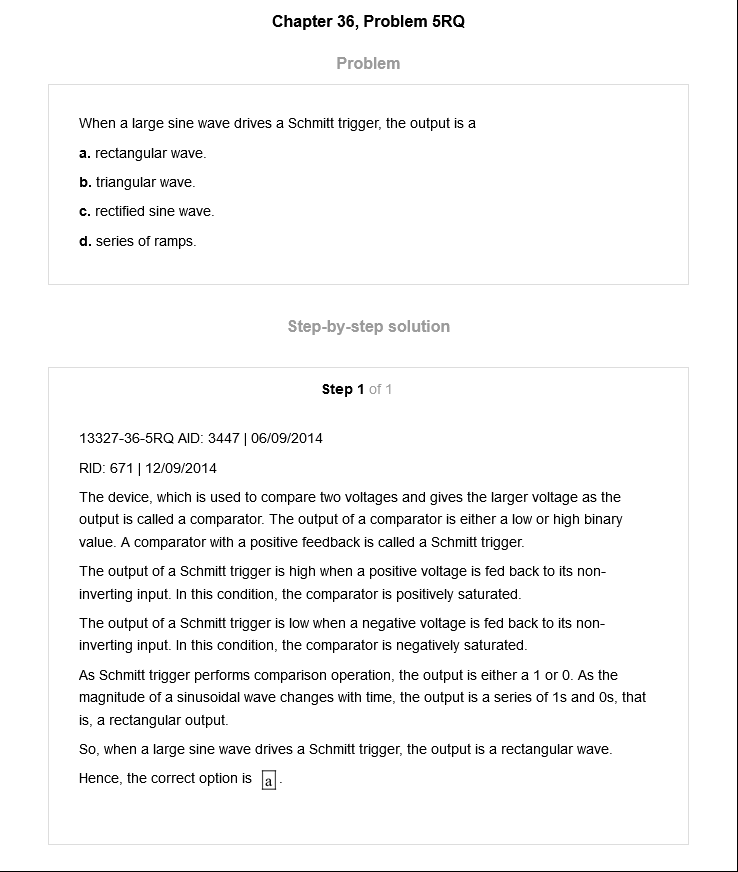 Chapter 36, Problem 5RQ
Problem
When a large sine wave drives a Schmitt trigger, the output is a
a. rectangular wave.
b. triangular wave.
c. rectified sine wave.
d. series of ramps.
Step-by-step solution
Step 1 of 1
13327-36-5RQ AID: 3447 | 06/09/2014
RID: 671 | 12/09/2014
The device, which is used to compare two voltages and gives the larger voltage as the
output is called a comparator. The output of a comparator is either a low or high binary
value. A comparator with a positive feedback is called a Schmitt trigger.
The output of a Schmitt trigger is high when a positive voltage is fed back to its non-
inverting input. In this condition, the comparator is positively saturated.
The output of a Schmitt trigger is low when a negative voltage is fed back to its non-
inverting input. In this condition, the comparator is negatively saturated.
As Schmitt trigger performs comparison operation, the output is either a 1 or 0. As the
magnitude of a sinusoidal wave changes with time, the output is a series of 1s and 0s, that
is, a rectangular output.
So, when a large sine wave drives a Schmitt trigger, the output is a rectangular wave.
Hence, the correct option is a.